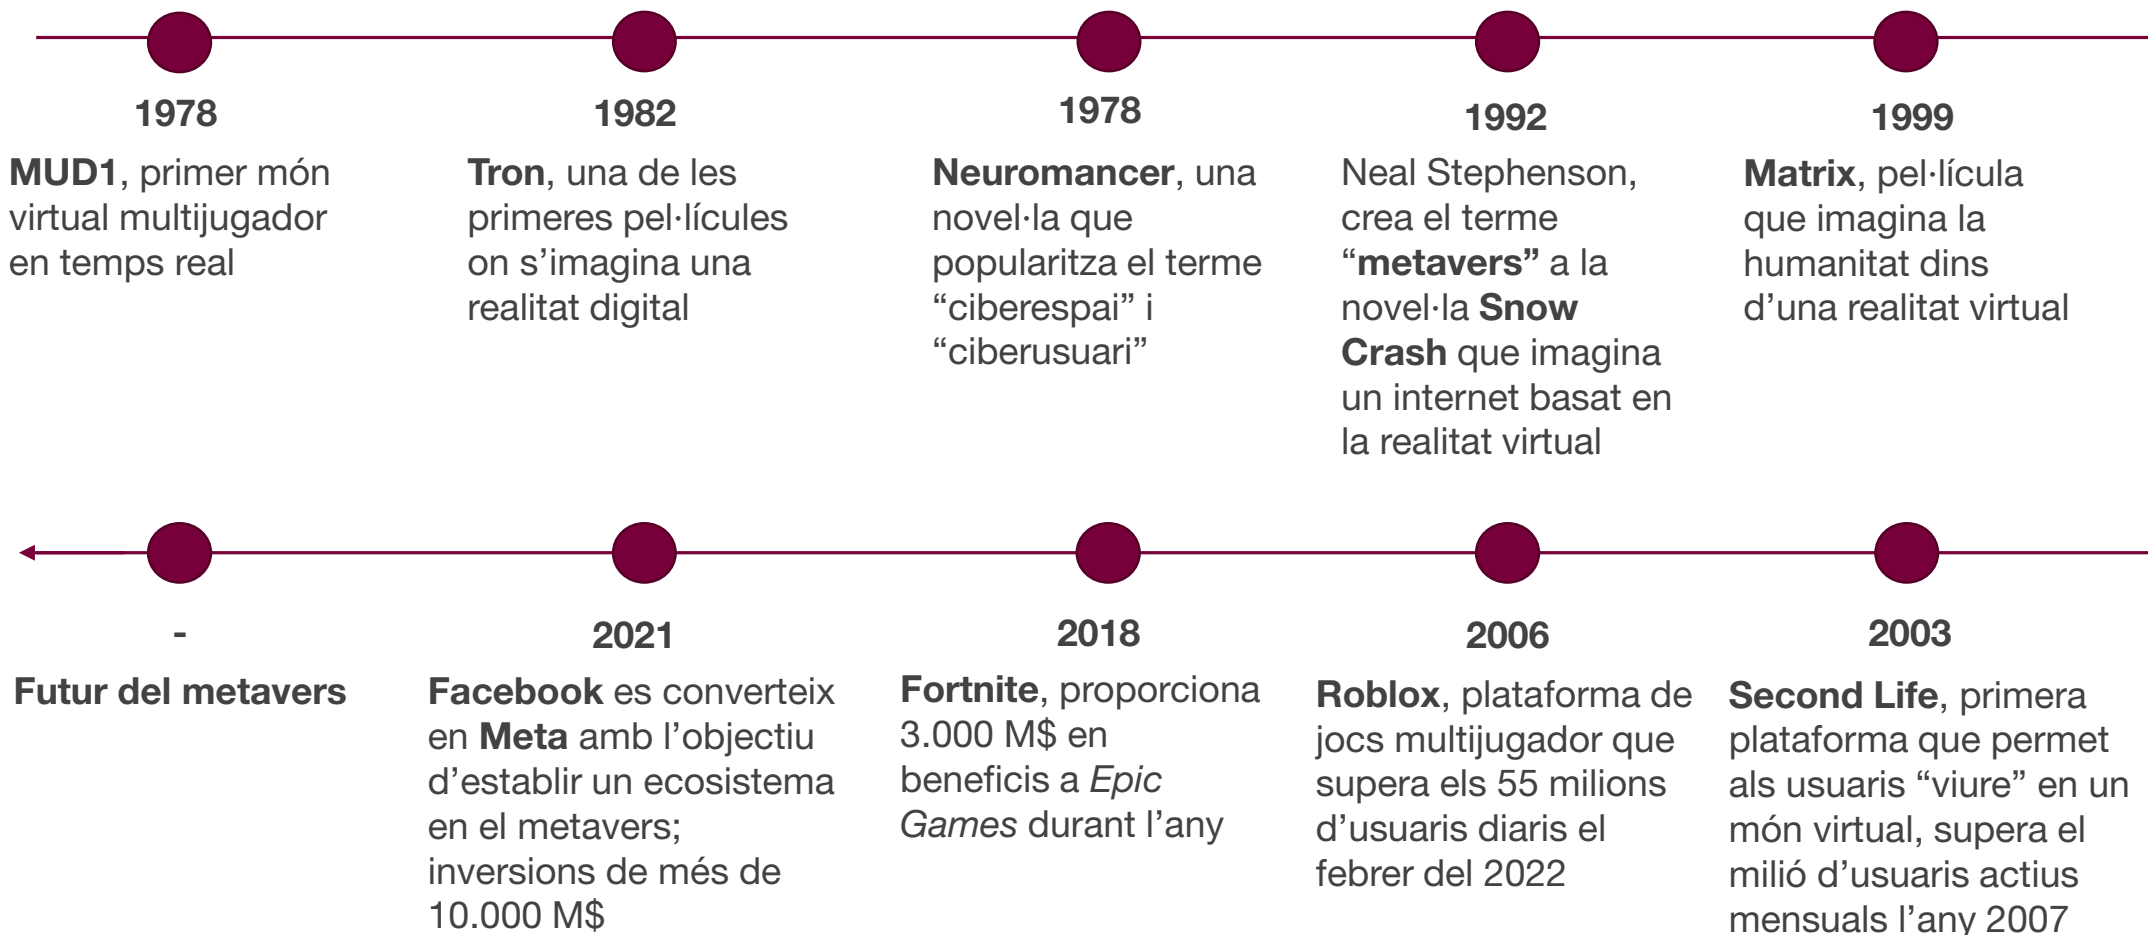 1978
MUD1, primer món
virtual multijugador
en temps real
1982
Tron, una de les
primeres pel·lícules
on s’imagina una
realitat digital
1978
Neuromancer, una
novel·la que
popularitza el terme
“ciberespai” i
“ciberusuari”
1992
Neal Stephenson,
crea el terme
“metavers” a la
novel·la Snow
Crash que imagina
un internet basat en
la realitat virtual
1999
Matrix, pel·lícula
que imagina la
humanitat dins
d’una realitat virtual
-
Futur del metavers
2021
Facebook es converteix
en Meta amb l’objectiu
d’establir un ecosistema
en el metavers;
inversions de més de
10.000 M$
2018
Fortnite, proporciona
3.000 M$ en
beneficis a Epic
Games durant l’any
2006
Roblox, plataforma de
jocs multijugador que
supera els 55 milions
d’usuaris diaris el
febrer del 2022
2003
Second Life, primera
plataforma que permet
als usuaris “viure” en un
món virtual, supera el
milió d’usuaris actius
mensuals l’any 2007